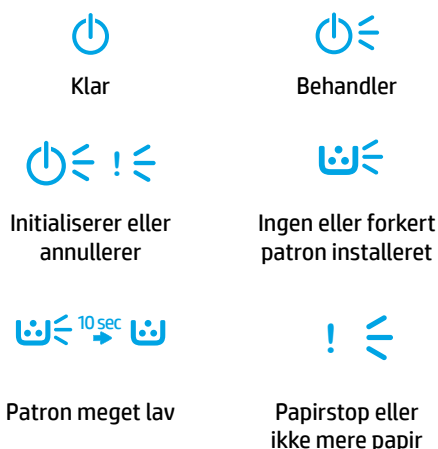 Klar
Behandler
!
Initialiserer eller
annullerer
Ingen eller forkert
patron installeret
10 sec
Patron meget lav
!
Papirstop eller
ikke mere papir